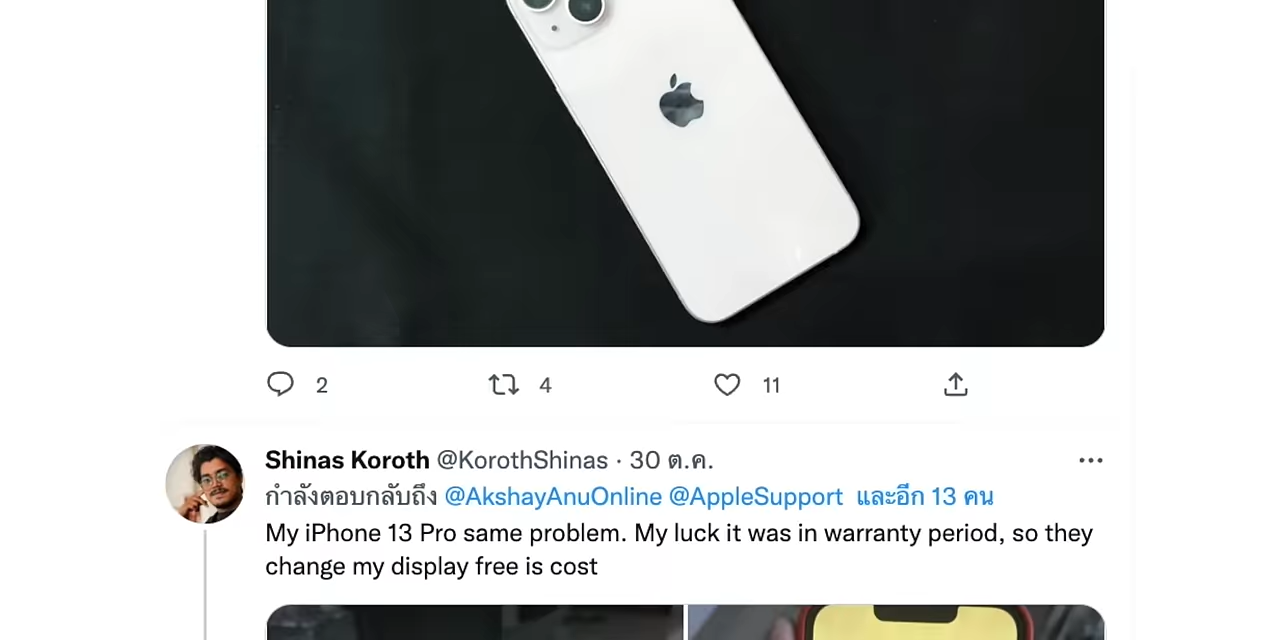 2 4 11
Shinas Koroth @KorothShinas · 30 ต.ค.
กำลังตอบกลับถึง @AkshayAnuOnline @AppleSupport และอีก 13 คน
My iPhone 13 Pro same problem. My luck it was in warranty period, so they
change my display free is cost